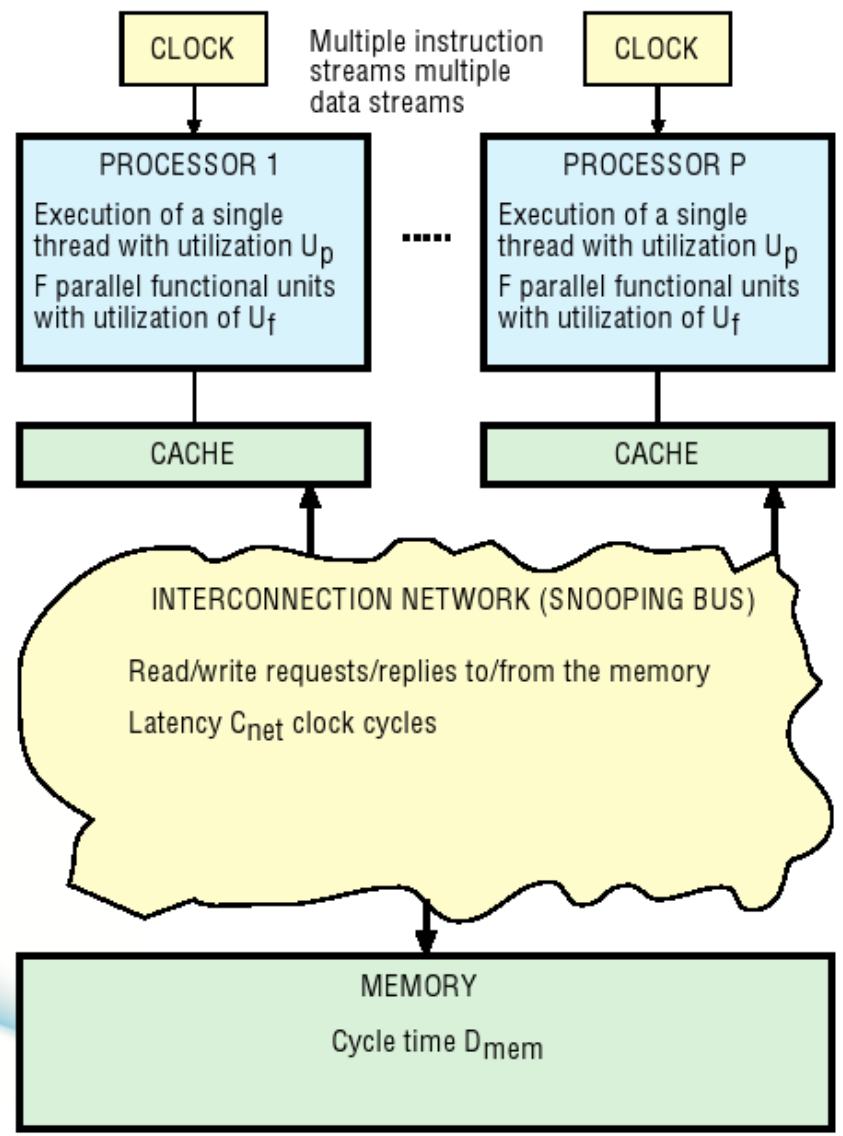 CLOCK
Multiple instruction
streams multiple
data streams
CLOCK
PROCESSOR 1
Execution of a single
thread with utilization Up
F parallel functional units
with utilization of Uf
.....
PROCESSOR P
Execution of a single
thread with utilization Up
F parallel functional units
with utilization of Uf
CACHE
CACHE
INTERCONNECTION NETWORK (SNOOPING BUS)
Read/write requests/replies to/from the memory
Latency Cnet clock cycles
MEMORY
Cycle time Dmem